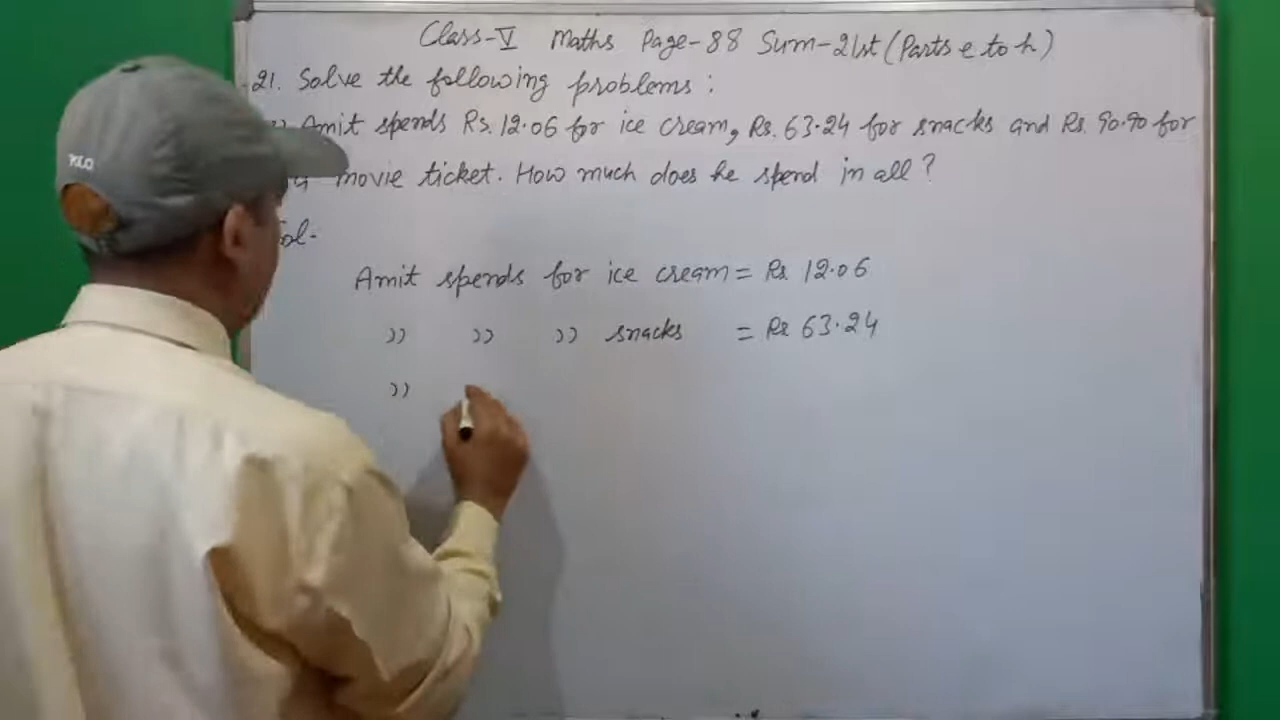 Class-V Maths Page-88 Sum-21st (Parts e to h)
21. Solve the following problems :
Amit spends Rs. 12.06 for ice cream, Rs. 63.24 for snacks and Rs. 90.90 for
movie ticket. How much does he spend in all ?
Sol-
Amit spends for ice cream = Rs 12.06
" " " snacks = Rs 63.24
"
POLO